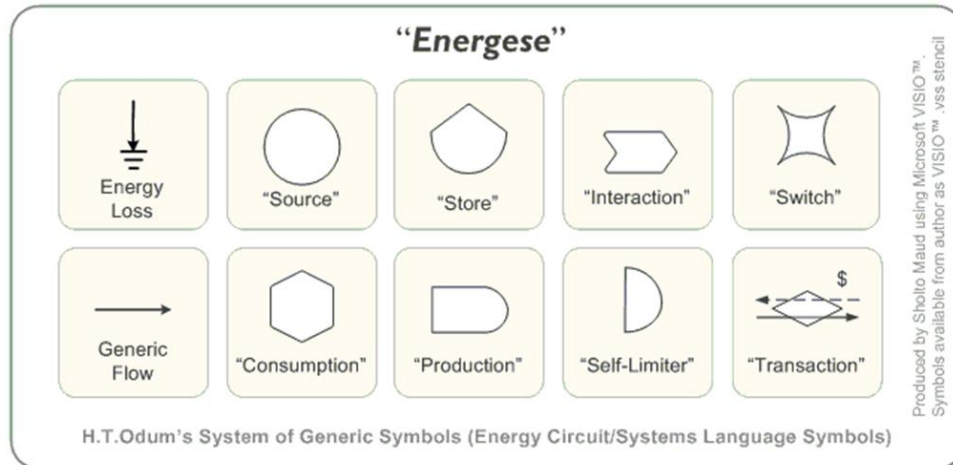 “Energese”
Energy
Loss
“Source”
“Store”
“Interaction”
“Switch”
Generic
Flow
“Consumption”
“Production”
“Self-Limiter”
$
“Transaction”
H.T.Odum’s System of Generic Symbols (Energy Circuit/Systems Language Symbols)
Produced by Sholto Maud using Microsoft VISIO™.
Symbols available from author as VISIO™ .vss stencil